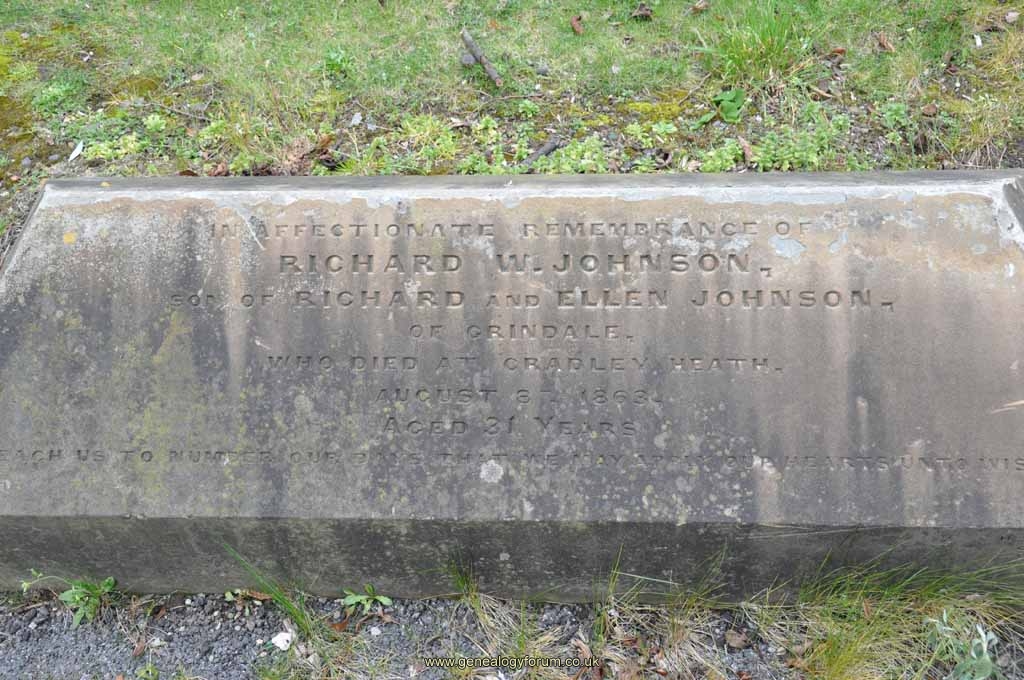 IN AFFECTIONATE REMEMBRANCE OF
RICHARD W. JOHNSON,
SON OF RICHARD AND ELLEN JOHNSON,
OF GRINDALE,
WHO DIED AT CRADLEY HEATH,
AUGUST 8TH 1863,
AGED 31 YEARS
EACH US TO NUMBER OUR DAYS THAT WE MAY APPLY OUR HEARTS UNTO WIS
www.genealogyforum.co.uk